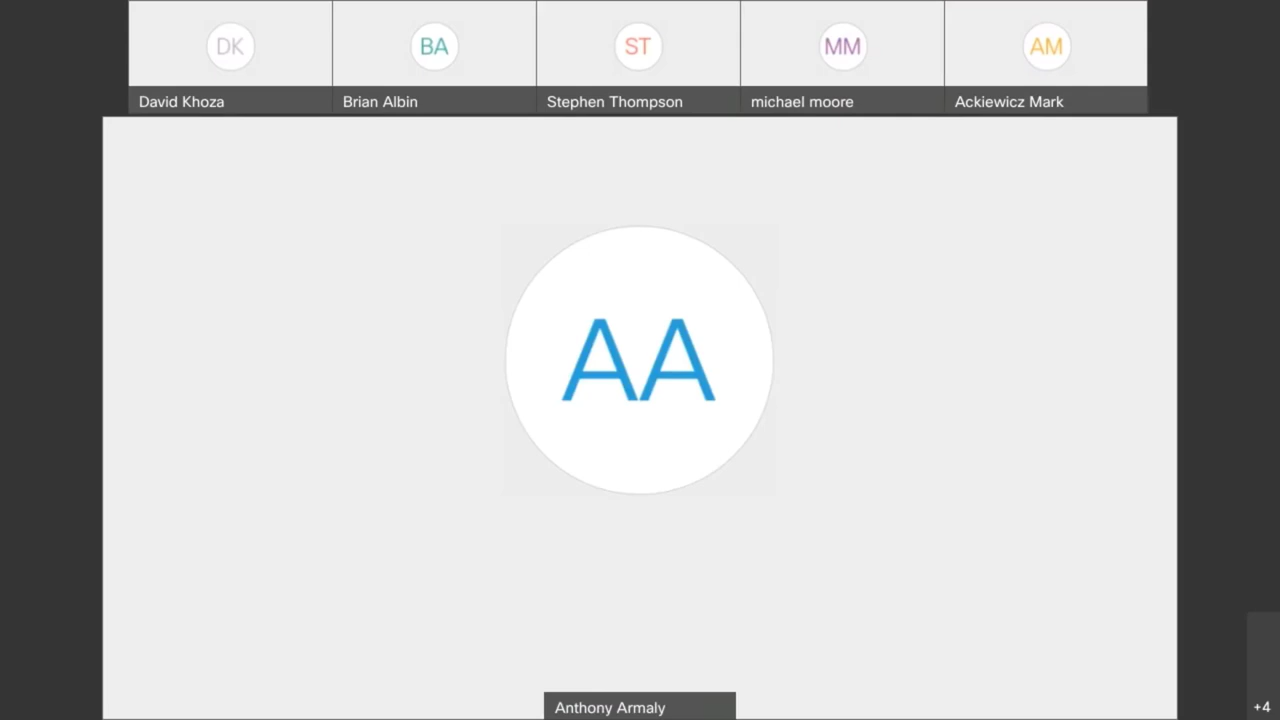 DK
BA
ST
MM
AM
David Khoza
Brian Albin
Stephen Thompson
michael moore
Ackiewicz Mark
AA
Anthony Armaly
+4